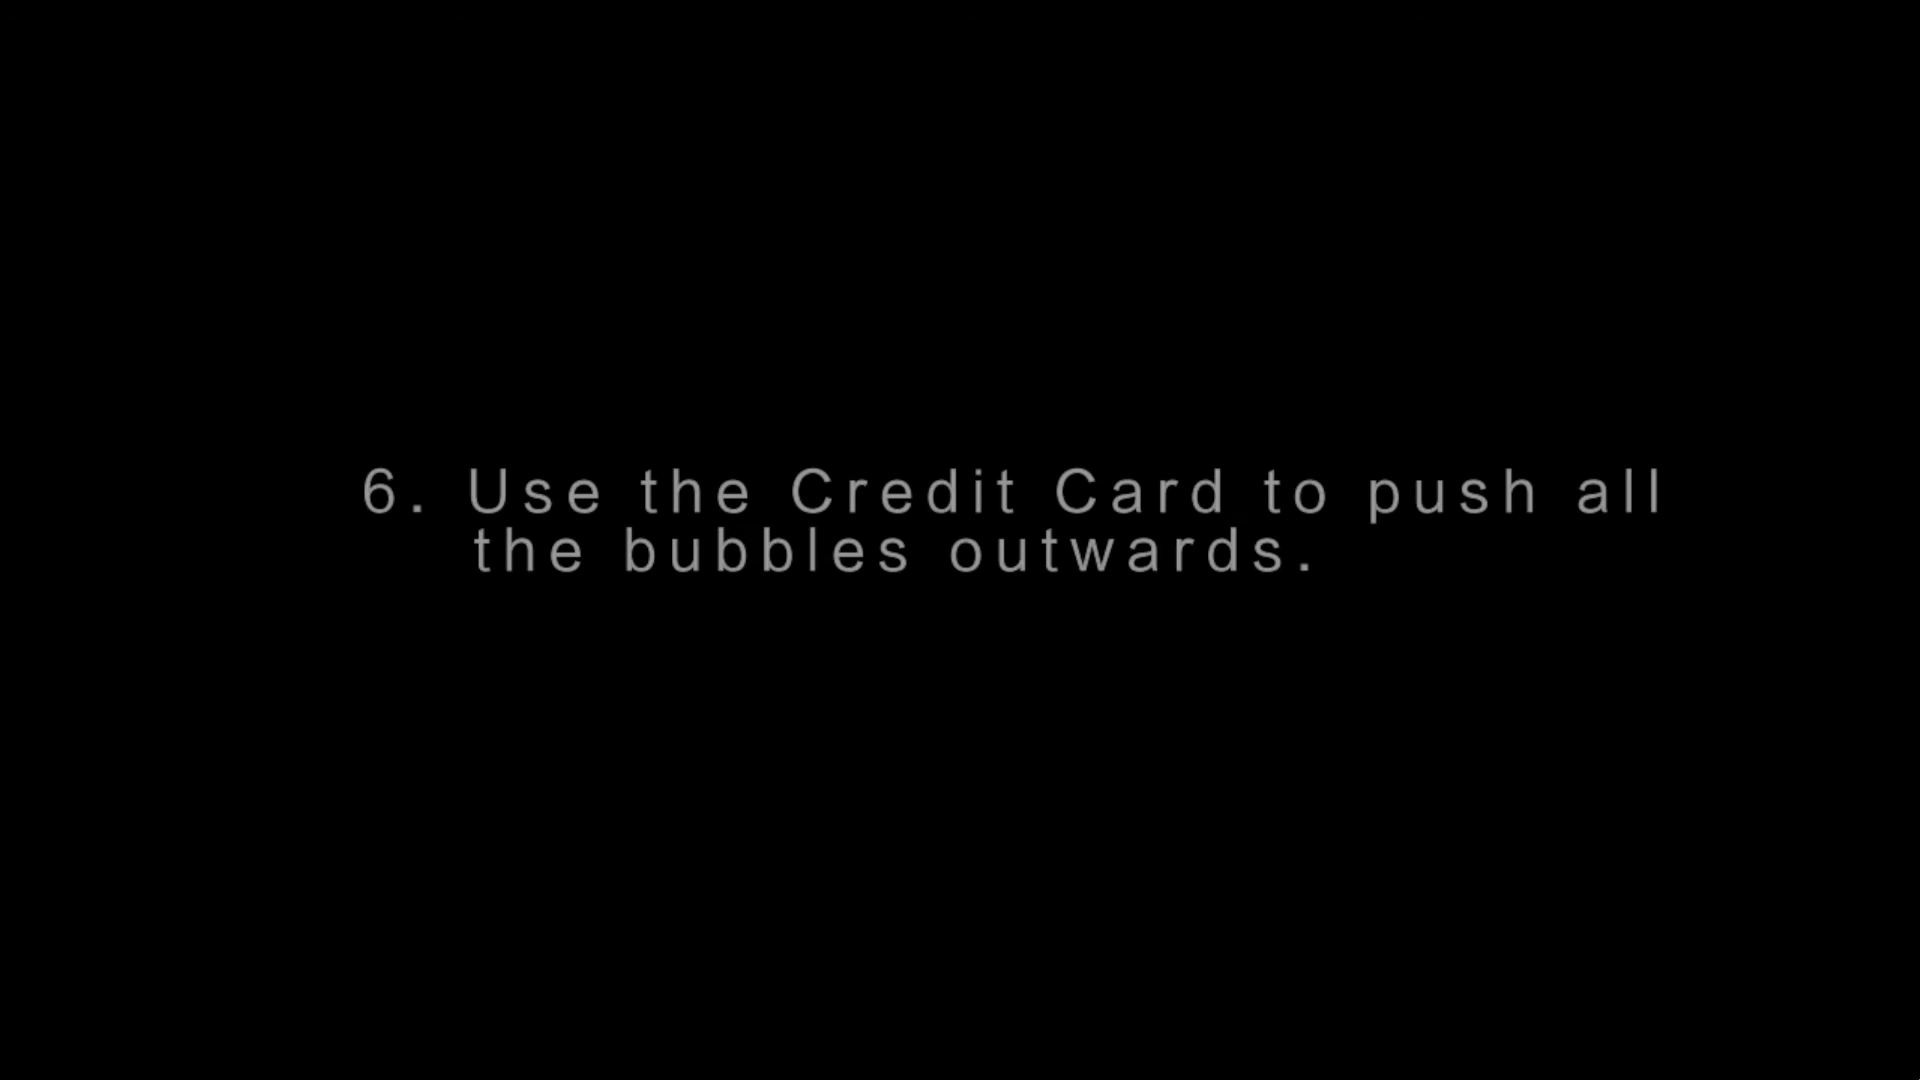 6. Use the Credit Card to push all
the bubbles outwards.